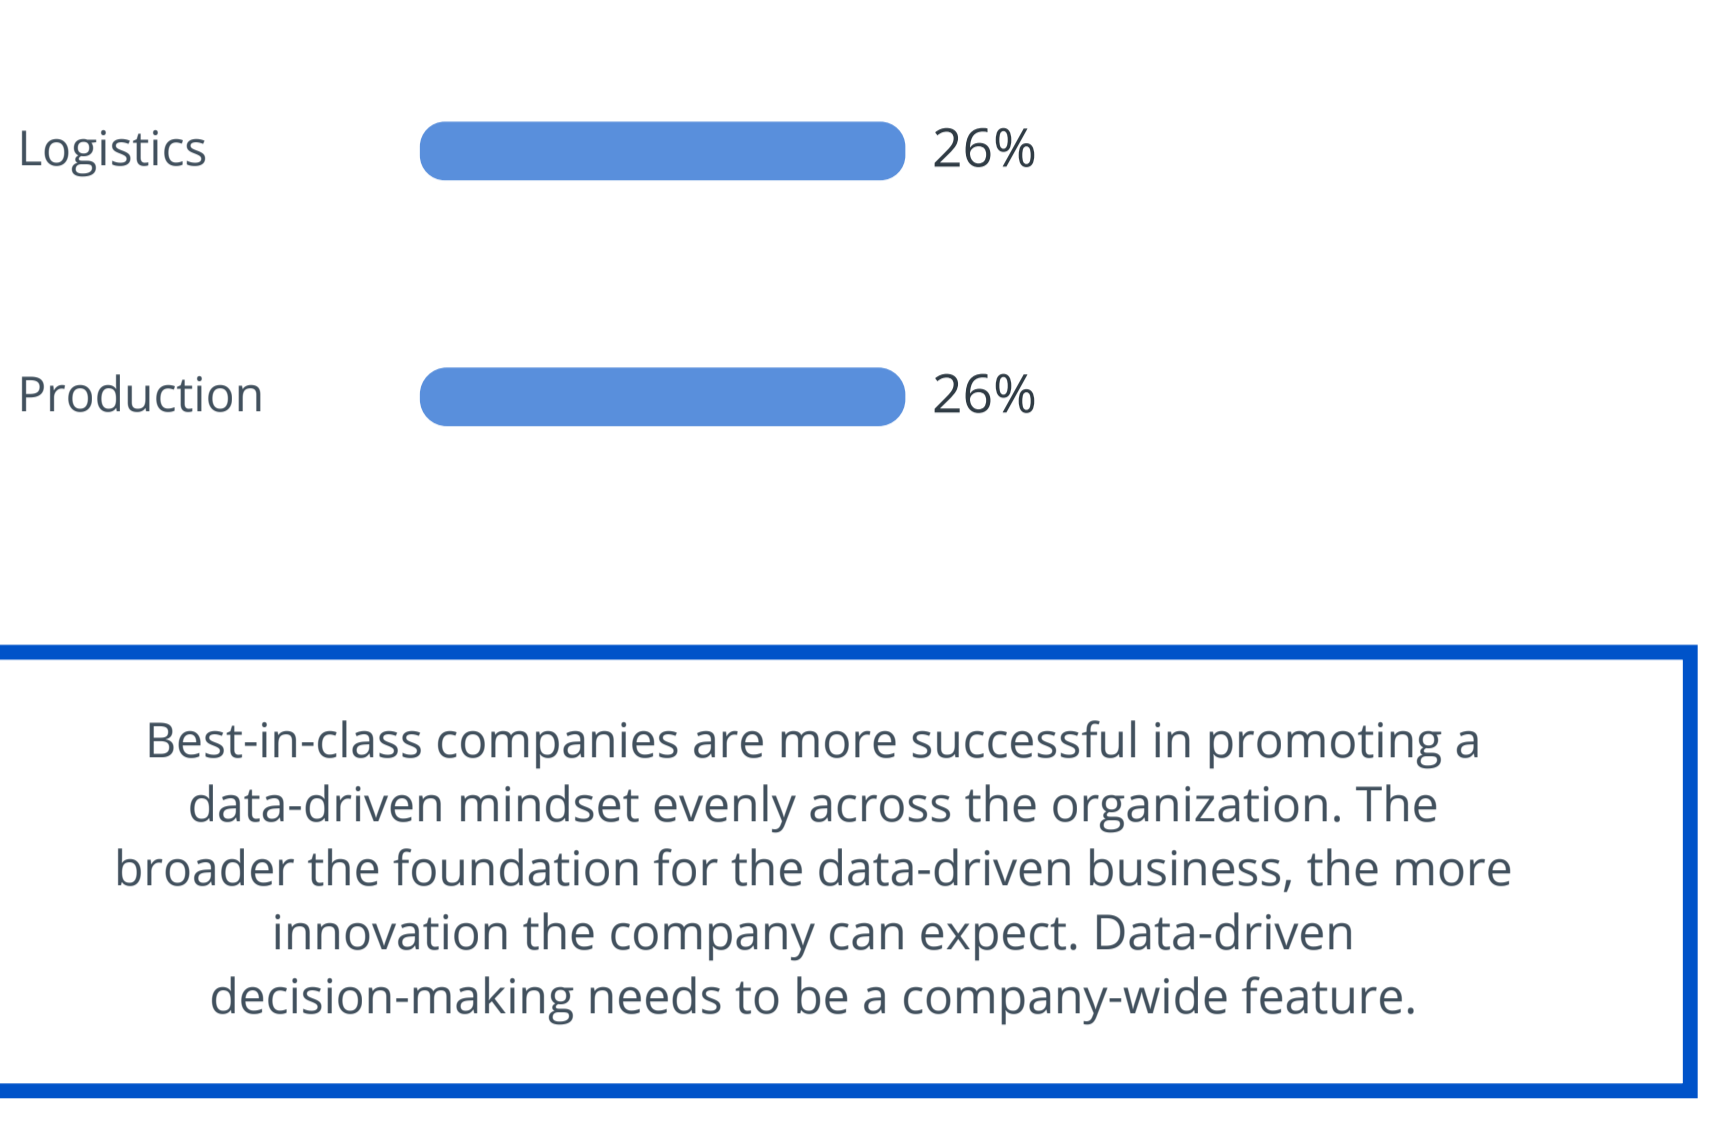 Logistics 26%
Production 26%
Best-in-class companies are more successful in promoting a
data-driven mindset evenly across the organization. The
broader the foundation for the data-driven business, the more
innovation the company can expect. Data-driven
decision-making needs to be a company-wide feature.